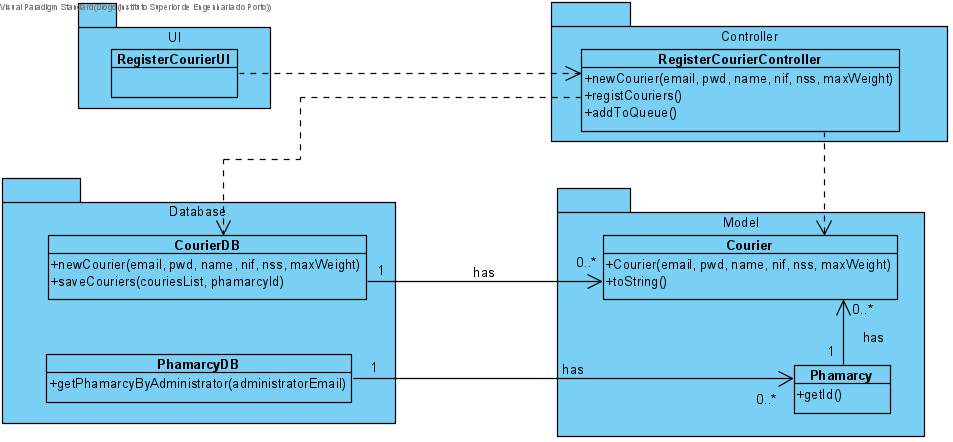 Visual Paradigm Standard(Diogo(Instituto Superior de Engenharia do Porto))
UI
RegisterCourierUI
Controller
RegisterCourierController
+newCourier(email, pwd, name, nif, nss, maxWeight)
+registCouriers()
+addToQueue()
Database
CourierDB
+newCourier(email, pwd, name, nif, nss, maxWeight)
+saveCouriers(couriesList, phamarcyId)
1
has
0..*
Model
Courier
+Courier(email, pwd, name, nif, nss, maxWeight)
+toString()
0..*
has
1
PhamarcyDB
+getPhamarcyByAdministrator(administratorEmail)
1
has
0..*
Phamarcy
+getId()